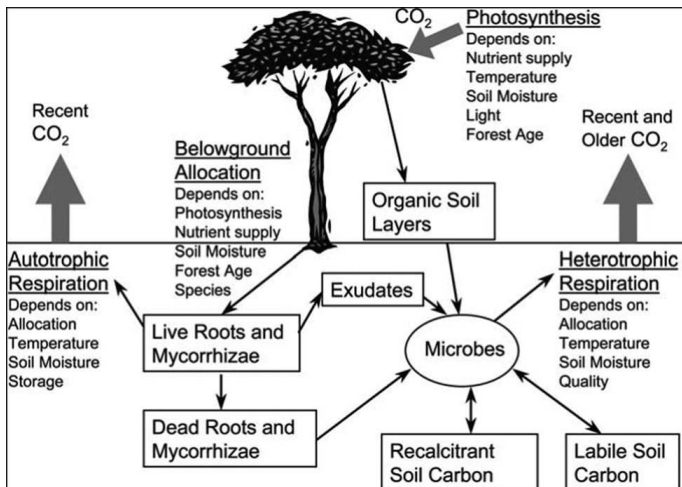 CO2
Photosynthesis
Depends on:
Nutrient supply
Temperature
Soil Moisture
Light
Forest Age
Recent
CO2
Recent and
Older CO2
Belowground
Allocation
Depends on:
Photosynthesis
Nutrient supply
Soil Moisture
Forest Age
Species
Organic Soil
Layers
Autotrophic
Respiration
Depends on:
Allocation
Temperature
Soil Moisture
Storage
Exudates
Heterotrophic
Respiration
Depends on:
Allocation
Temperature
Soil Moisture
Quality
Live Roots and
Mycorrhizae
Microbes
Dead Roots and
Mycorrhizae
Recalcitrant
Soil Carbon
Labile Soil
Carbon